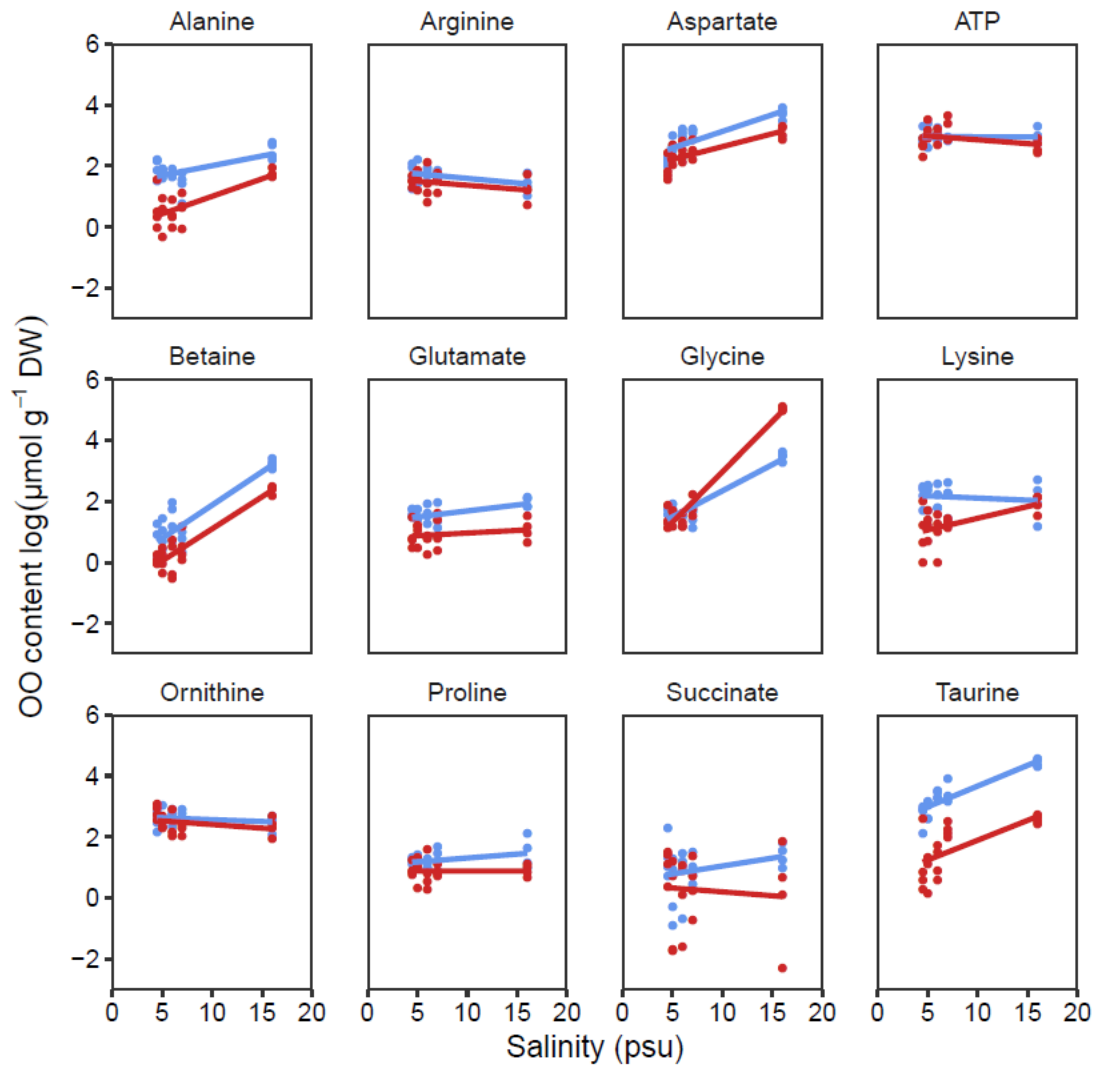 Alanine Arginine Aspartate ATP
6
4
2
0
−2
Betaine Glutamate Glycine Lysine
6
4
2
0
−2
OO content log(μmol g⁻¹ DW)
Ornithine Proline Succinate Taurine
6
4
2
0
−2
0 5 10 15 20 0 5 10 15 20 0 5 10 15 20 0 5 10 15 20
Salinity (psu)